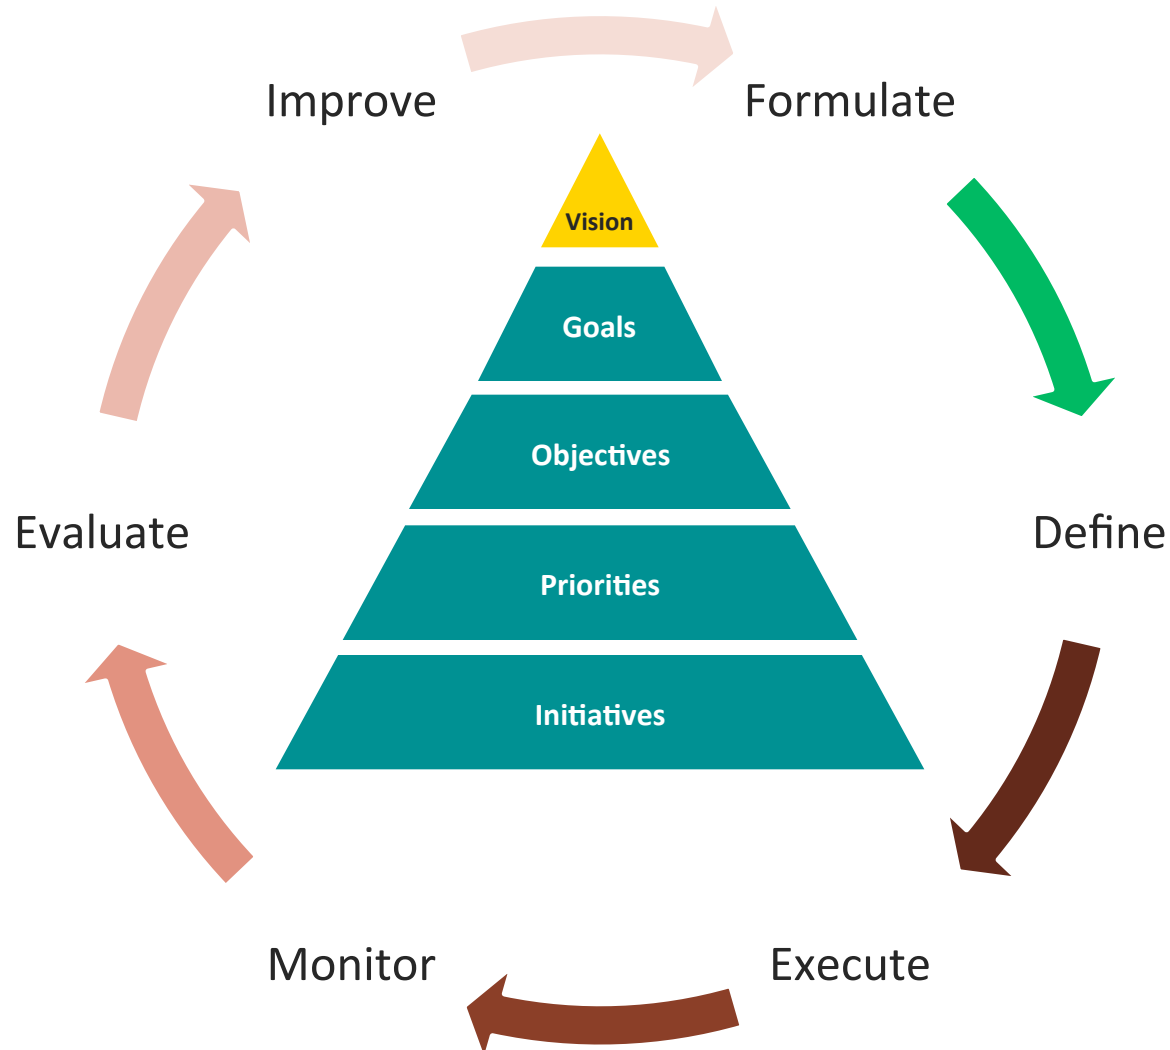 Improve
Formulate
Vision
Goals
Objectives
Evaluate
Define
Priorities
Initiatives
Monitor
Execute